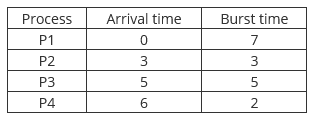 Process Arrival time Burst time
P1 0 7
P2 3 3
P3 5 5
P4 6 2